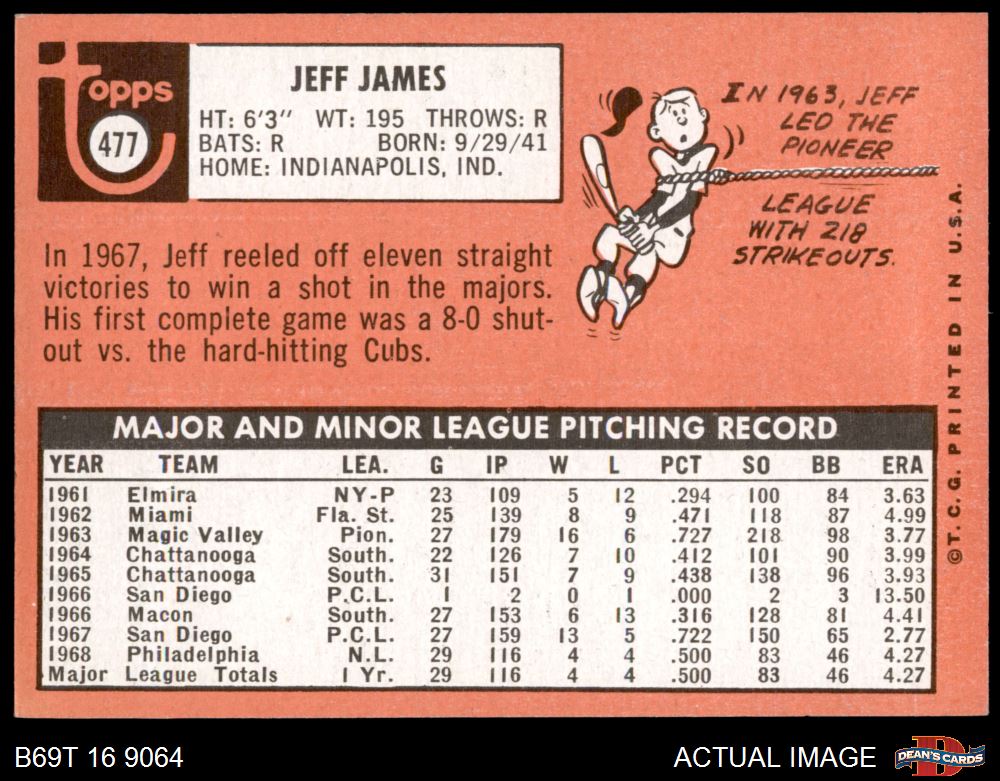 topps
477
JEFF JAMES
HT: 6'3" WT: 195 THROWS: R
BATS: R BORN: 9/29/41
HOME: INDIANAPOLIS, IND.
IN 1963, JEFF
LED THE
PIONEER
LEAGUE
WITH 218
STRIKEOUTS.
In 1967, Jeff reeled off eleven straight
victories to win a shot in the majors.
His first complete game was a 8-0 shut-
out vs. the hard-hitting Cubs.
MAJOR AND MINOR LEAGUE PITCHING RECORD
YEAR TEAM LEA. G IP W L PCT SO BB ERA
1961 Elmira NY-P 23 109 5 12 .294 100 84 3.63
1962 Miami Fla. St. 25 139 8 9 .471 118 87 4.99
1963 Magic Valley Pion. 27 179 16 6 .727 218 98 3.77
1964 Chattanooga South. 22 126 7 10 .412 101 90 3.99
1965 Chattanooga South. 31 151 7 9 .438 138 96 3.93
1966 San Diego P.C.L. 1 2 0 1 .000 2 3 13.50
1966 Macon South. 27 153 6 13 .316 128 81 4.41
1967 San Diego P.C.L. 27 159 13 5 .722 150 65 2.77
1968 Philadelphia N.L. 29 116 4 4 .500 83 46 4.27
Major League Totals 1 Yr. 29 116 4 4 .500 83 46 4.27
©T.C.G. PRINTED IN U.S.A.
B69T 16 9064
ACTUAL IMAGE
DEAN'S CARDS